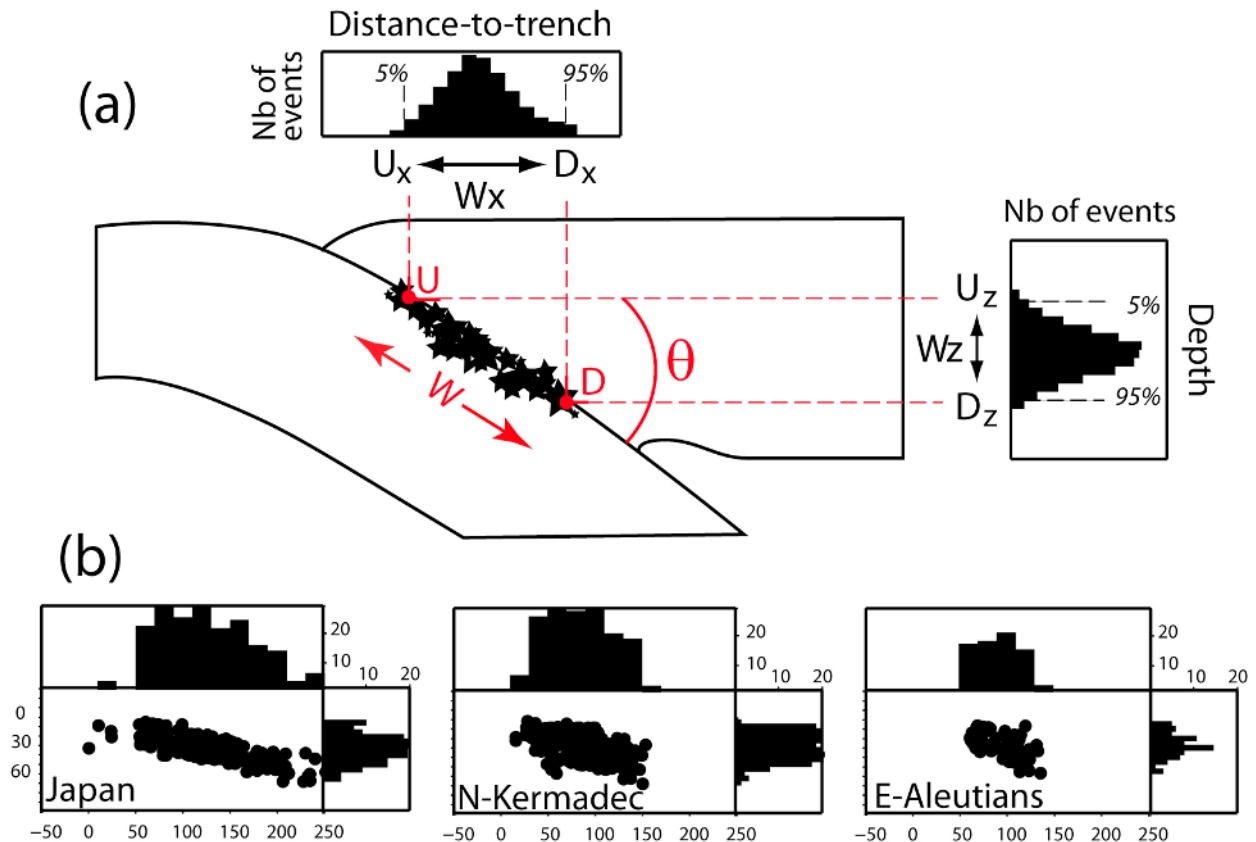 Distance-to-trench
(a)
Nb of
events
5%
95%
Ux
Dx
Wx
Nb of events
U
Uz
5%
Wz
Depth
θ
W
D
Dz
95%
(b)
20
10
10 20
0
30
60
Japan
−50 0 50 100 150 200 250
20
10
10 20
N-Kermadec
−50 0 50 100 150 200 250
20
10
10 20
E-Aleutians
−50 0 50 100 150 200 250